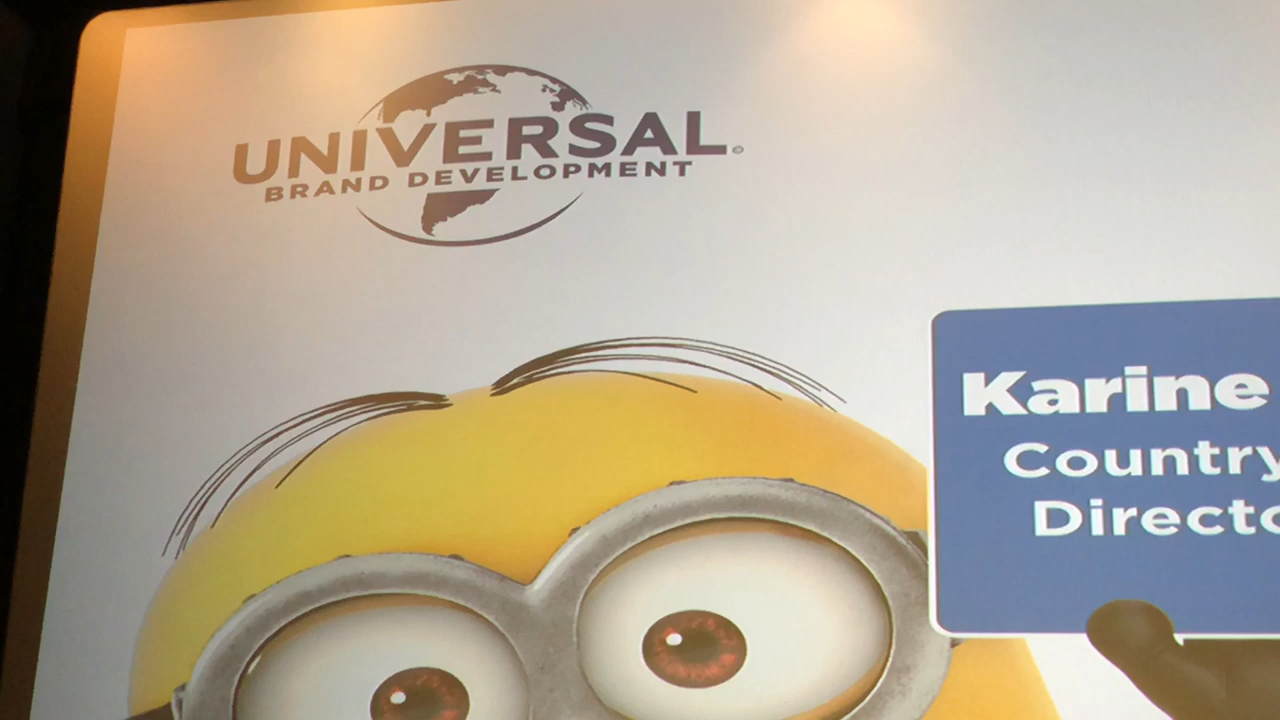 UNIVERSAL©
BRAND DEVELOPMENT
Karine
Country
Directo